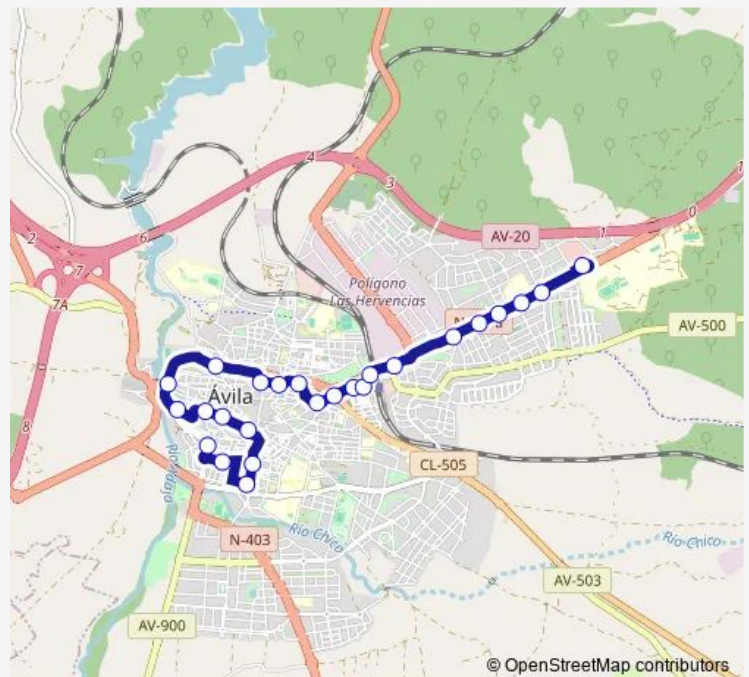 4
3
1
1
0
AV-20
2
6
7
7A
Polígono
Las Hervencias
AV-500
Ávila
8
CL-505
Río Adaja
Río Chico
Río Chico
N-403
AV-503
AV-900
© OpenStreetMap contributors